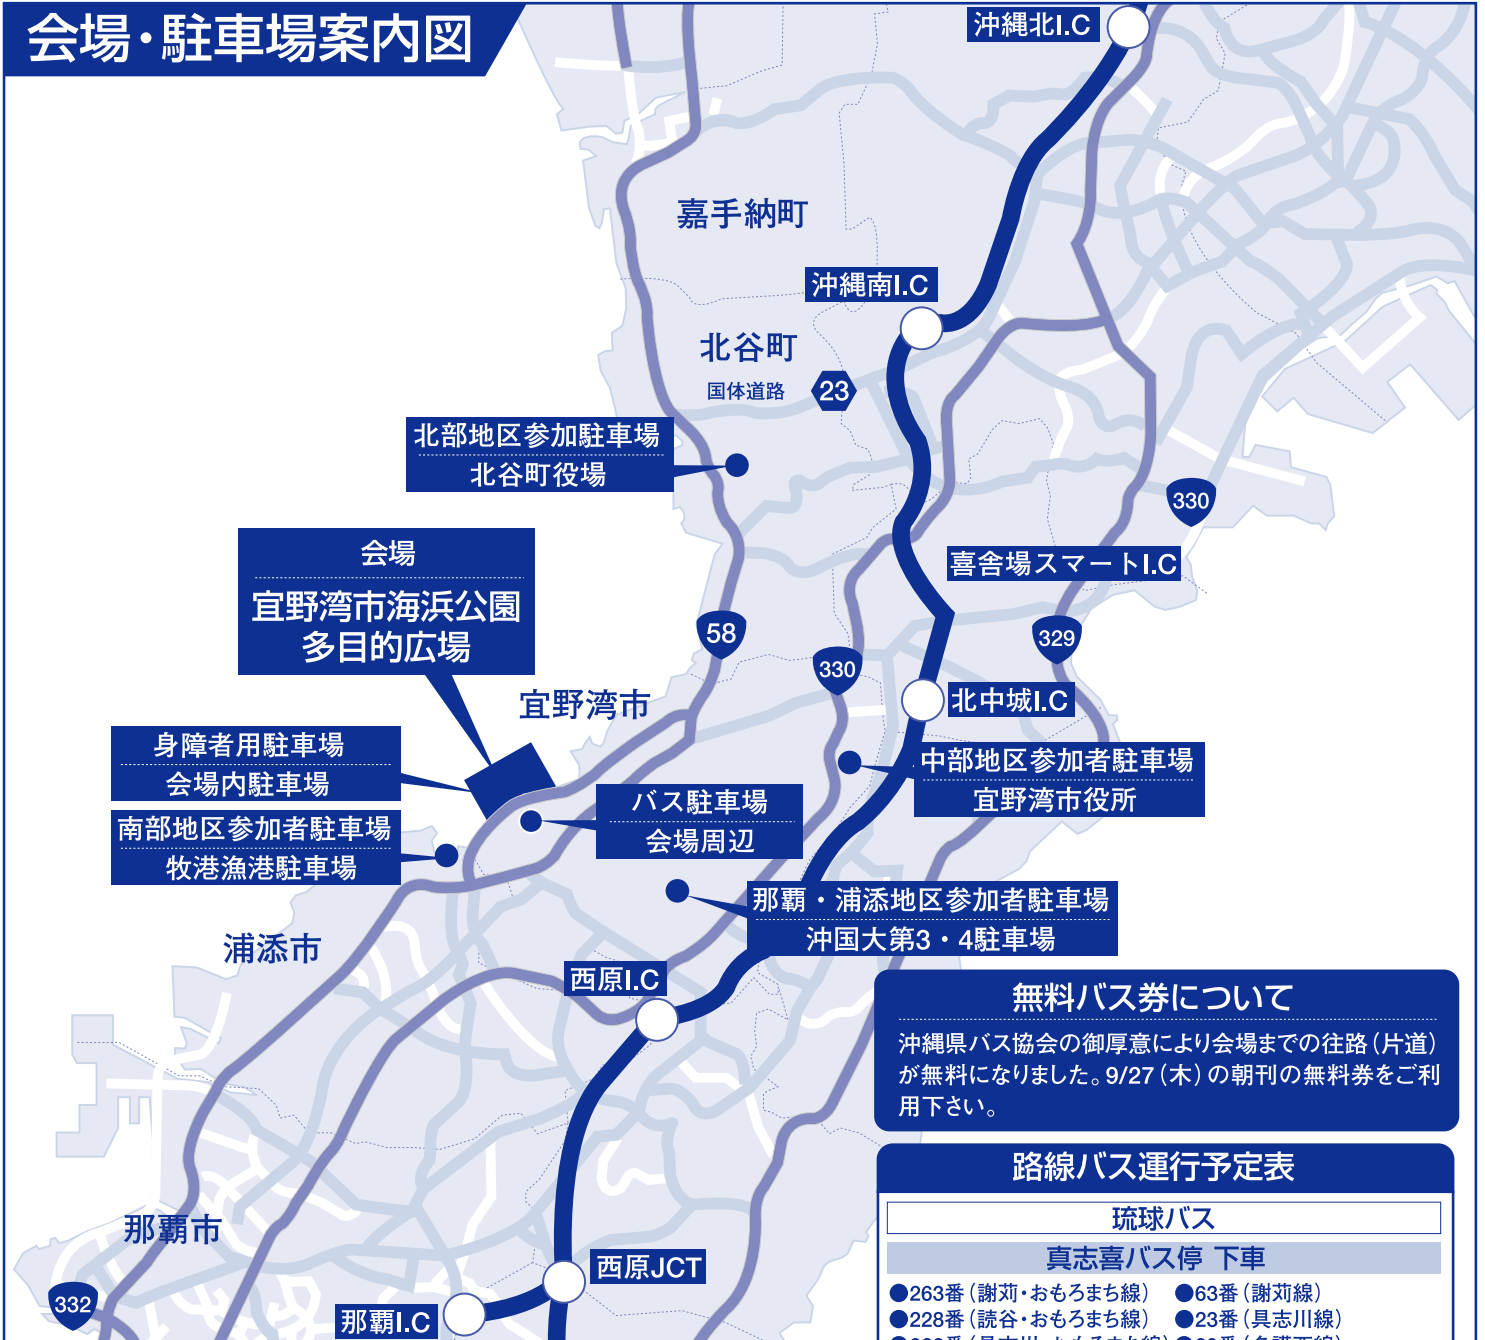 会場・駐車場案内図
沖縄北I.C
嘉手納町
沖縄南I.C
北谷町
国体道路
23
北部地区参加駐車場
北谷町役場
330
会場
宜野湾市海浜公園
多目的広場
喜舎場スマートI.C
58
329
330
宜野湾市
北中城I.C
身障者用駐車場
会場内駐車場
中部地区参加者駐車場
宜野湾市役所
バス駐車場
会場周辺
南部地区参加者駐車場
牧港漁港駐車場
那覇・浦添地区参加者駐車場
沖国大第3・4駐車場
浦添市
西原I.C
無料バス券について
沖縄県バス協会の御厚意により会場までの往路(片道)
が無料になりました。9/27(木)の朝刊の無料券をご利
用下さい。
路線バス運行予定表
琉球バス
真志喜バス停 下車
那覇市
西原JCT
332
那覇I.C
●263番(謝苅・おもろまち線) ●63番(謝苅線)
●228番(読谷・おもろまち線) ●23番(具志川線)